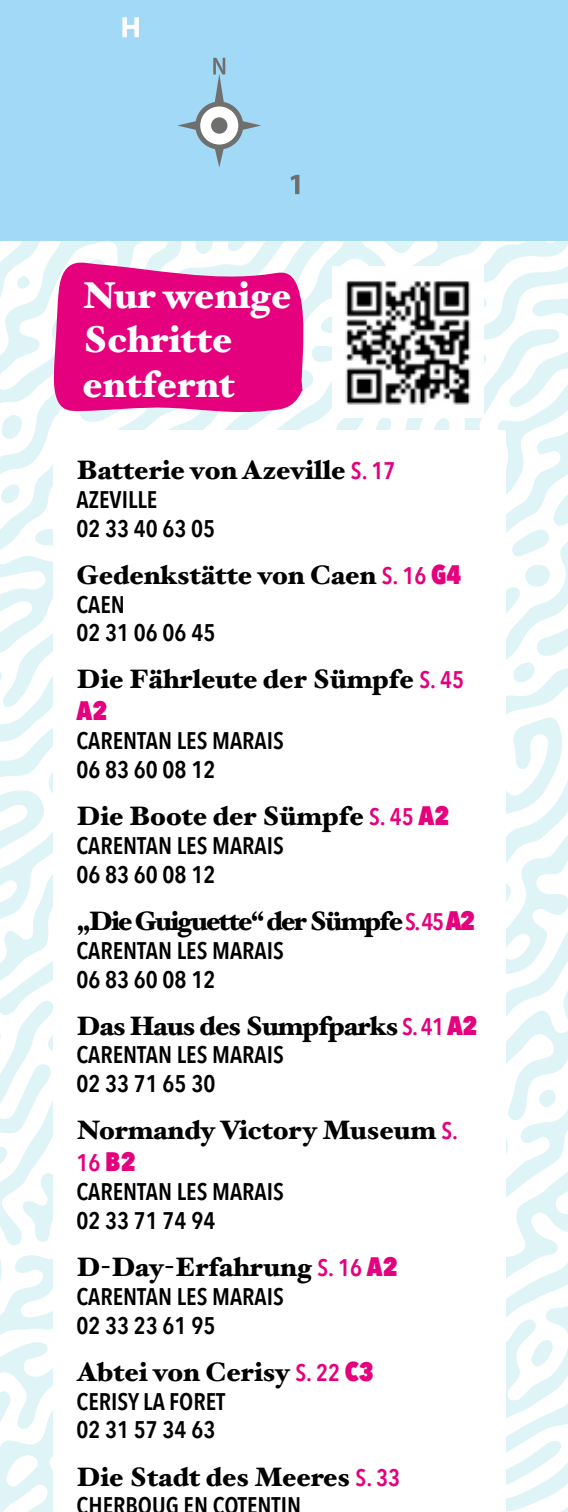 H
N
1
Nur wenige
Schritte
entfernt
Batterie von Azeville S. 17
AZEVILLE
02 33 40 63 05
Gedenkstätte von Caen S. 16 G4
CAEN
02 31 06 06 45
Die Fährleute der Sümpfe S. 45
A2
CARENTAN LES MARAIS
06 83 60 08 12
Die Boote der Sümpfe S. 45 A2
CARENTAN LES MARAIS
06 83 60 08 12
„Die Guiguette“ der Sümpfe S. 45 A2
CARENTAN LES MARAIS
06 83 60 08 12
Das Haus des Sumpfparks S. 41 A2
CARENTAN LES MARAIS
02 33 71 65 30
Normandy Victory Museum S.
16 B2
CARENTAN LES MARAIS
02 33 71 74 94
D-Day-Erfahrung S. 16 A2
CARENTAN LES MARAIS
02 33 23 61 95
Abtei von Cerisy S. 22 C3
CERISY LA FORET
02 31 57 34 63
Die Stadt des Meeres S. 33
CHERBOUG EN COTENTIN